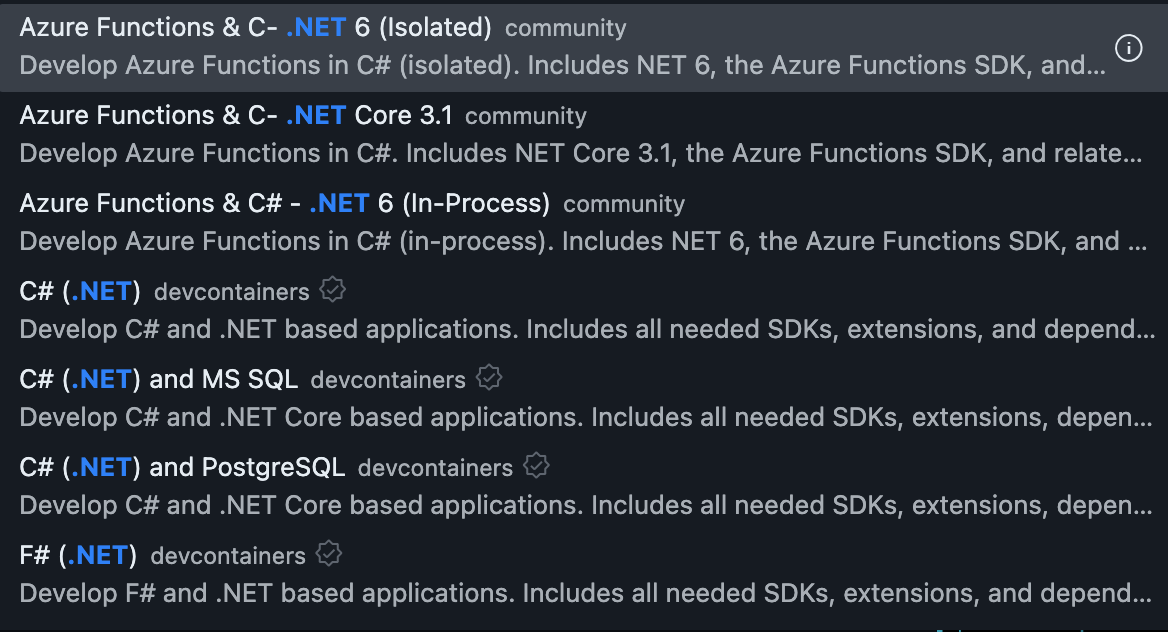 Azure Functions & C- .NET 6 (Isolated) community
Develop Azure Functions in C# (isolated). Includes NET 6, the Azure Functions SDK, and...
Azure Functions & C- .NET Core 3.1 community
Develop Azure Functions in C#. Includes NET Core 3.1, the Azure Functions SDK, and relate...
Azure Functions & C# - .NET 6 (In-Process) community
Develop Azure Functions in C# (in-process). Includes NET 6, the Azure Functions SDK, and ...
C# (.NET) devcontainers
Develop C# and .NET based applications. Includes all needed SDKs, extensions, and depend...
C# (.NET) and MS SQL devcontainers
Develop C# and .NET Core based applications. Includes all needed SDKs, extensions, depen...
C# (.NET) and PostgreSQL devcontainers
Develop C# and .NET Core based applications. Includes all needed SDKs, extensions, depen...
F# (.NET) devcontainers
Develop F# and .NET based applications. Includes all needed SDKs, extensions, and depend...